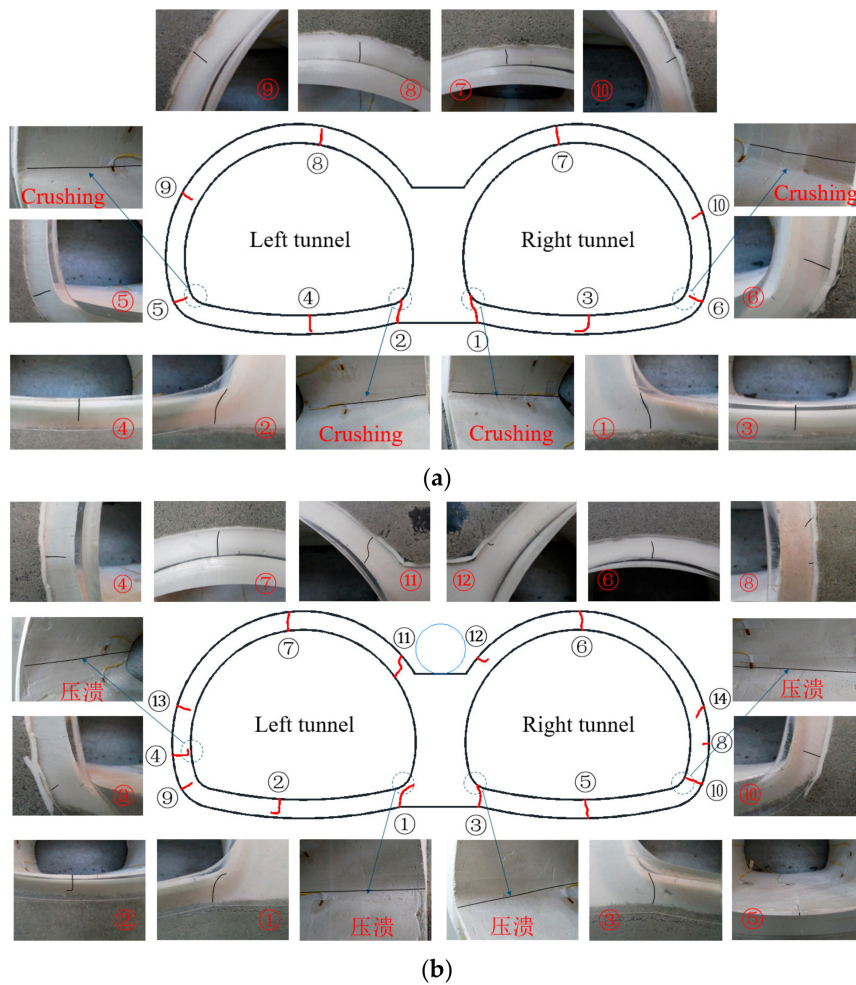 ⑨ ⑧ ⑦ ⑩
⑧ ⑦
⑨ ⑩
Crushing Left tunnel Right tunnel Crushing
⑤ ⑥
⑤ ④ ③ ⑥
② ①
④ ② Crushing Crushing ① ③
(a)
④ ⑦ ⑪ ⑫ ⑥ ⑧
⑦ ⑪ ⑫ ⑥
压溃 压溃
⑬ ⑭
④ Left tunnel Right tunnel ⑧
⑨ ② ⑤ ⑩
⑨ ⑩
① ③
② ① 压溃 压溃 ③ ⑤
(b)